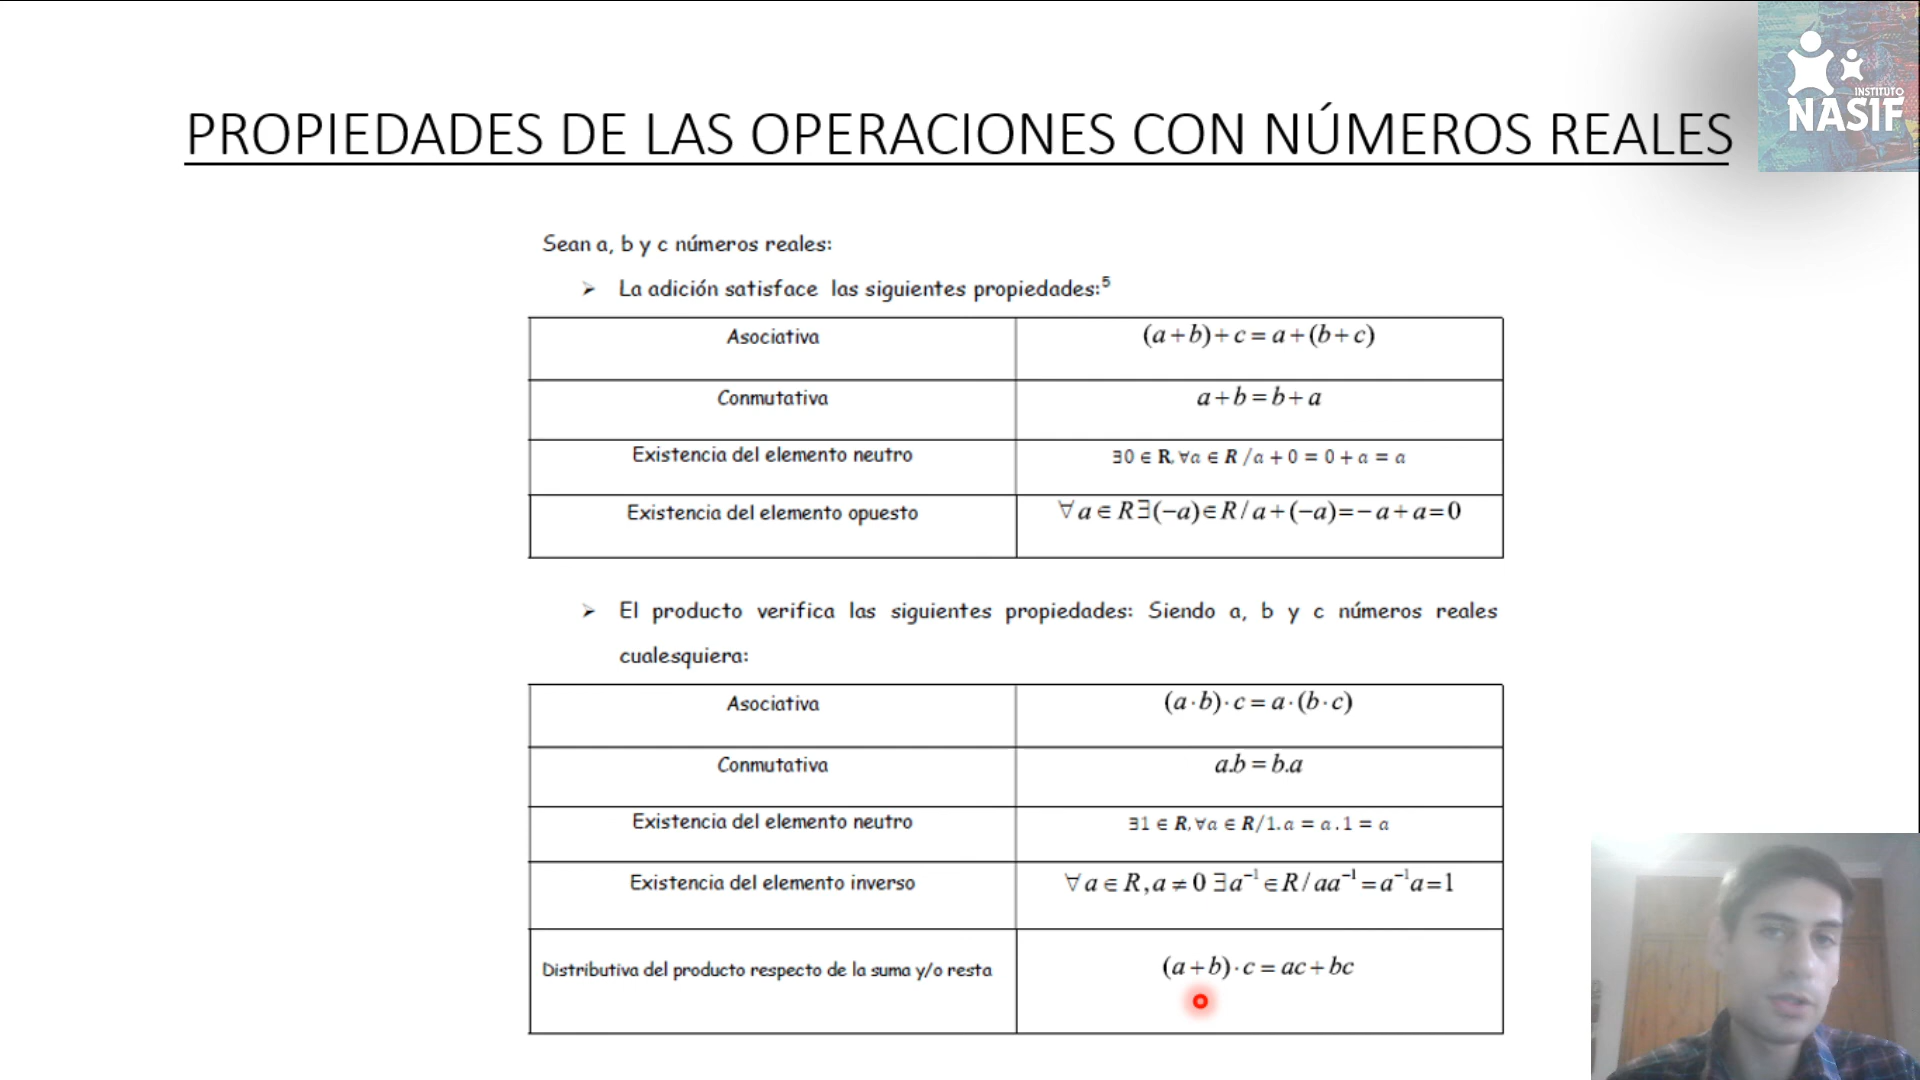 INSTITUTO
NASIF
PROPIEDADES DE LAS OPERACIONES CON NÚMEROS REALES
Sean a, b y c números reales:
➢ La adición satisface las siguientes propiedades:⁵
Asociativa (a+b)+c=a+(b+c)
Conmutativa a+b=b+a
Existencia del elemento neutro ∃0 ∈ R, ∀a ∈ R /a + 0 = 0 + a = a
Existencia del elemento opuesto ∀a∈R∃(−a)∈R/a+(−a)=−a+a=0
➢ El producto verifica las siguientes propiedades: Siendo a, b y c números reales
cualesquiera:
Asociativa (a·b)·c=a·(b·c)
Conmutativa a.b=b.a
Existencia del elemento neutro ∃1 ∈ R, ∀a ∈ R/1.a = a.1 = a
Existencia del elemento inverso ∀a∈R,a≠0 ∃a⁻¹∈R/aa⁻¹=a⁻¹a=1
Distributiva del producto respecto de la suma y/o resta (a+b)·c=ac+bc